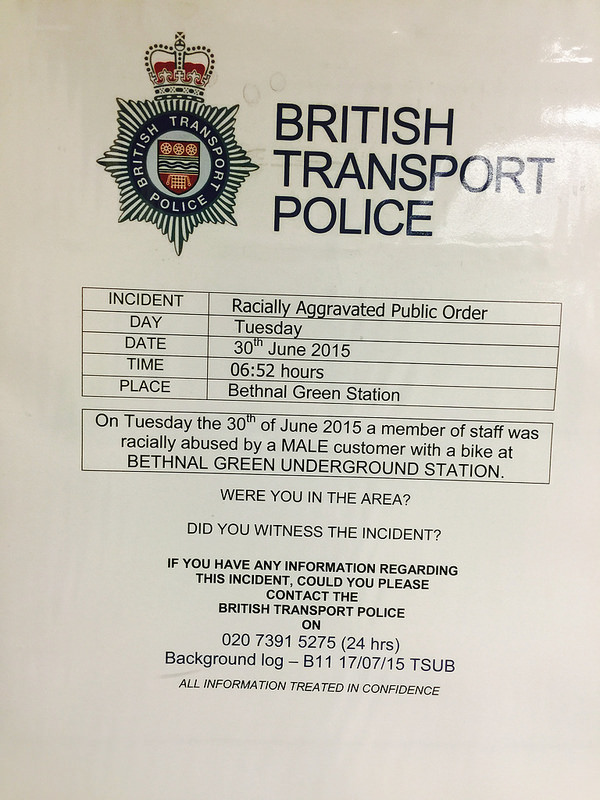 BRITISH TRANSPORT
POLICE
BRITISH
TRANSPORT
POLICE
INCIDENT Racially Aggravated Public Order
DAY Tuesday
DATE 30th June 2015
TIME 06:52 hours
PLACE Bethnal Green Station
On Tuesday the 30th of June 2015 a member of staff was
racially abused by a MALE customer with a bike at
BETHNAL GREEN UNDERGROUND STATION.
WERE YOU IN THE AREA?
DID YOU WITNESS THE INCIDENT?
IF YOU HAVE ANY INFORMATION REGARDING
THIS INCIDENT, COULD YOU PLEASE
CONTACT THE
BRITISH TRANSPORT POLICE
ON
020 7391 5275 (24 hrs)
Background log – B11 17/07/15 TSUB
ALL INFORMATION TREATED IN CONFIDENCE